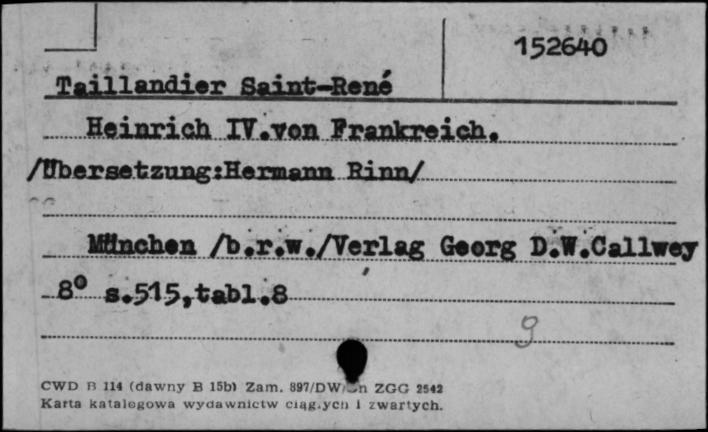 152640
Taillandier Saint-René
Heinrich IV.von Frankreich.
/Übersetzung:Hermann Rinn/
München /b.r.w./Verlag Georg D.W.Callwey
8° s.515,tabl.8
9
CWD B 114 (dawny B 15b) Zam. 897/DW/ ZGG 2542
Karta katalogowa wydawnictw ciągłych i zwartych.